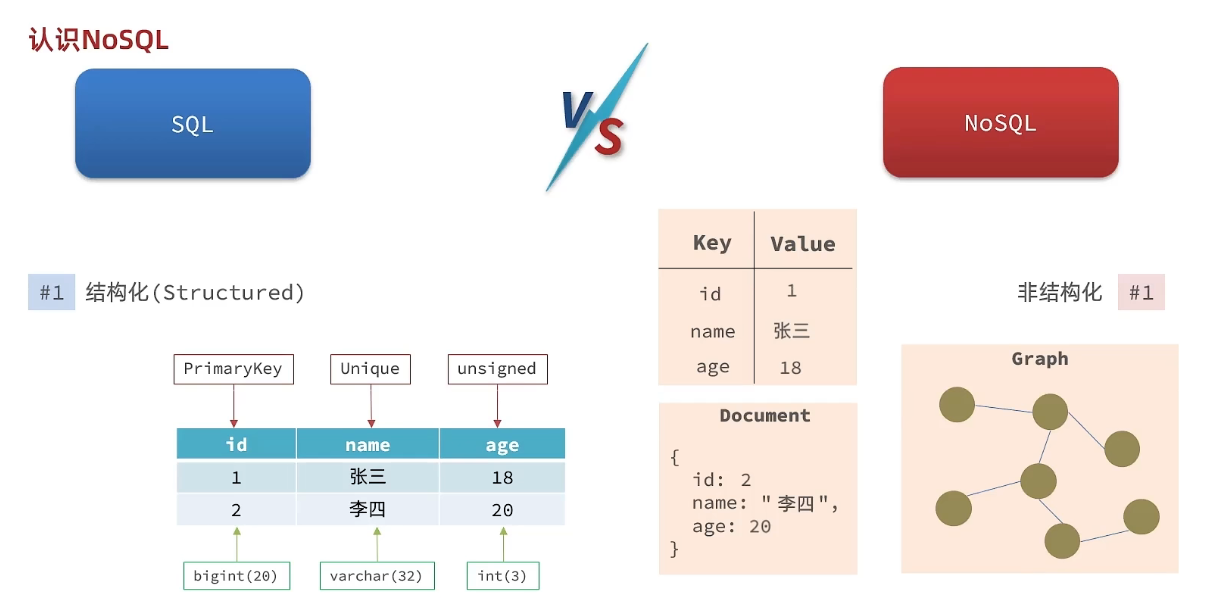 认识NoSQL
SQL
VS
NoSQL
#1 结构化(Structured)
PrimaryKey Unique unsigned
id name age
1 张三 18
2 李四 20
bigint(20) varchar(32) int(3)
Key Value
id 1
name 张三
age 18
Document
{
id: 2
name: "李四",
age: 20
}
非结构化 #1
Graph